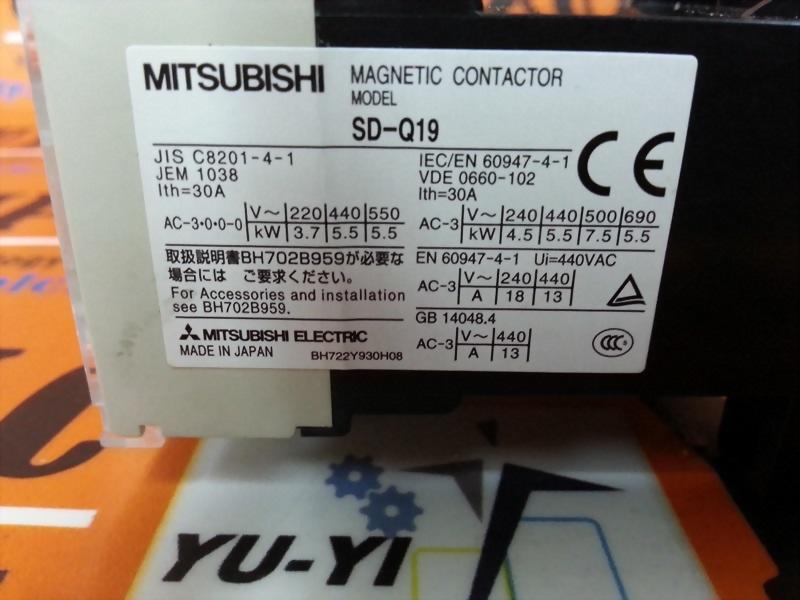 MITSUBISHI MAGNETIC CONTACTOR
MODEL
SD-Q19
JIS C8201-4-1
JEM 1038
Ith=30A
AC-3・0・0-0 V~ 220 440 550
kW 3.7 5.5 5.5
取扱説明書BH702B959が必要な
場合には ご要求ください。
For Accessories and installation
see BH702B959.
MITSUBISHI ELECTRIC
MADE IN JAPAN BH722Y930H08
IEC/EN 60947-4-1
VDE 0660-102
Ith=30A
CE
AC-3 V~ 240 440 500 690
kW 4.5 5.5 7.5 5.5
EN 60947-4-1 Ui=440VAC
AC-3 V~ 240 440
A 18 13
GB 14048.4
AC-3 V~ 440
A 13
CCC
YU-YI